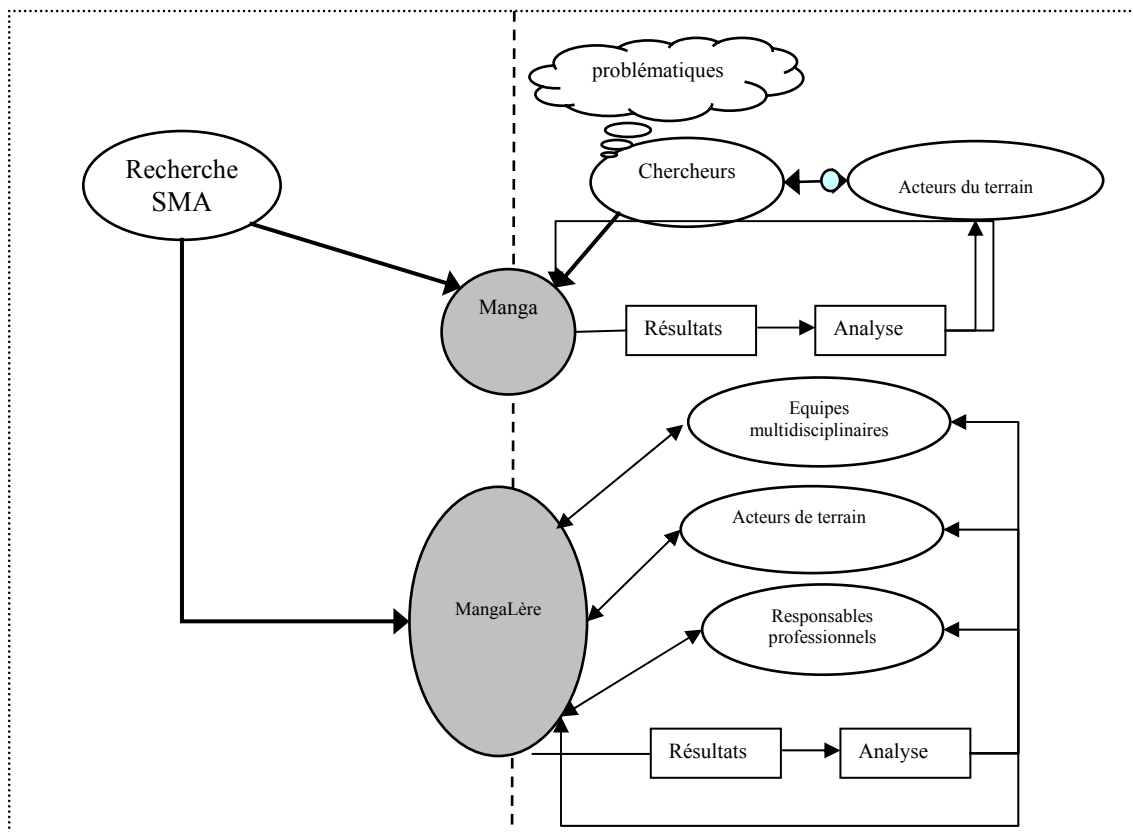 problématiques
Recherche
SMA
Chercheurs
Acteurs du terrain
Manga
Résultats
Analyse
Equipes
multidisciplinaires
Acteurs de terrain
MangaLère
Responsables
professionnels
Résultats
Analyse